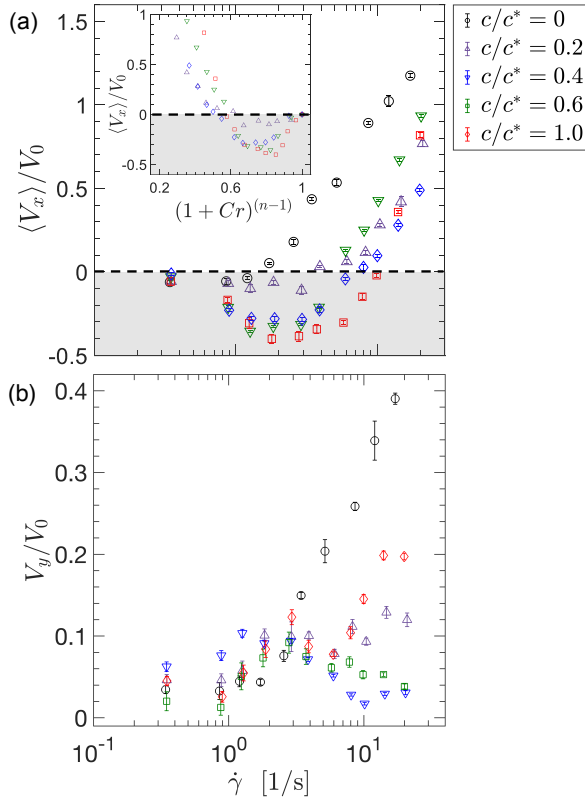 (a)
⟨V_x⟩/V_0
1
0.5
0
-0.3
0.2
0.6
1
(1 + Cr)^{(n-1)}
c/c* = 0
c/c* = 0.2
c/c* = 0.4
c/c* = 0.6
c/c* = 1.0
⟨V_x⟩/V_0
1.5
1
0.5
0
-0.5
(b)
V_y/V_0
0.4
0.3
0.2
0.1
0
10^{-1}
10^0
10^1
γ̇ [1/s]